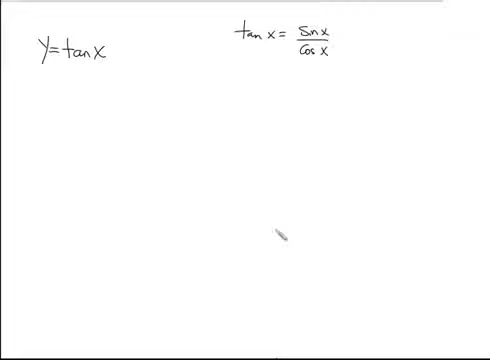 y = tan x
tan x = sin x / cos x